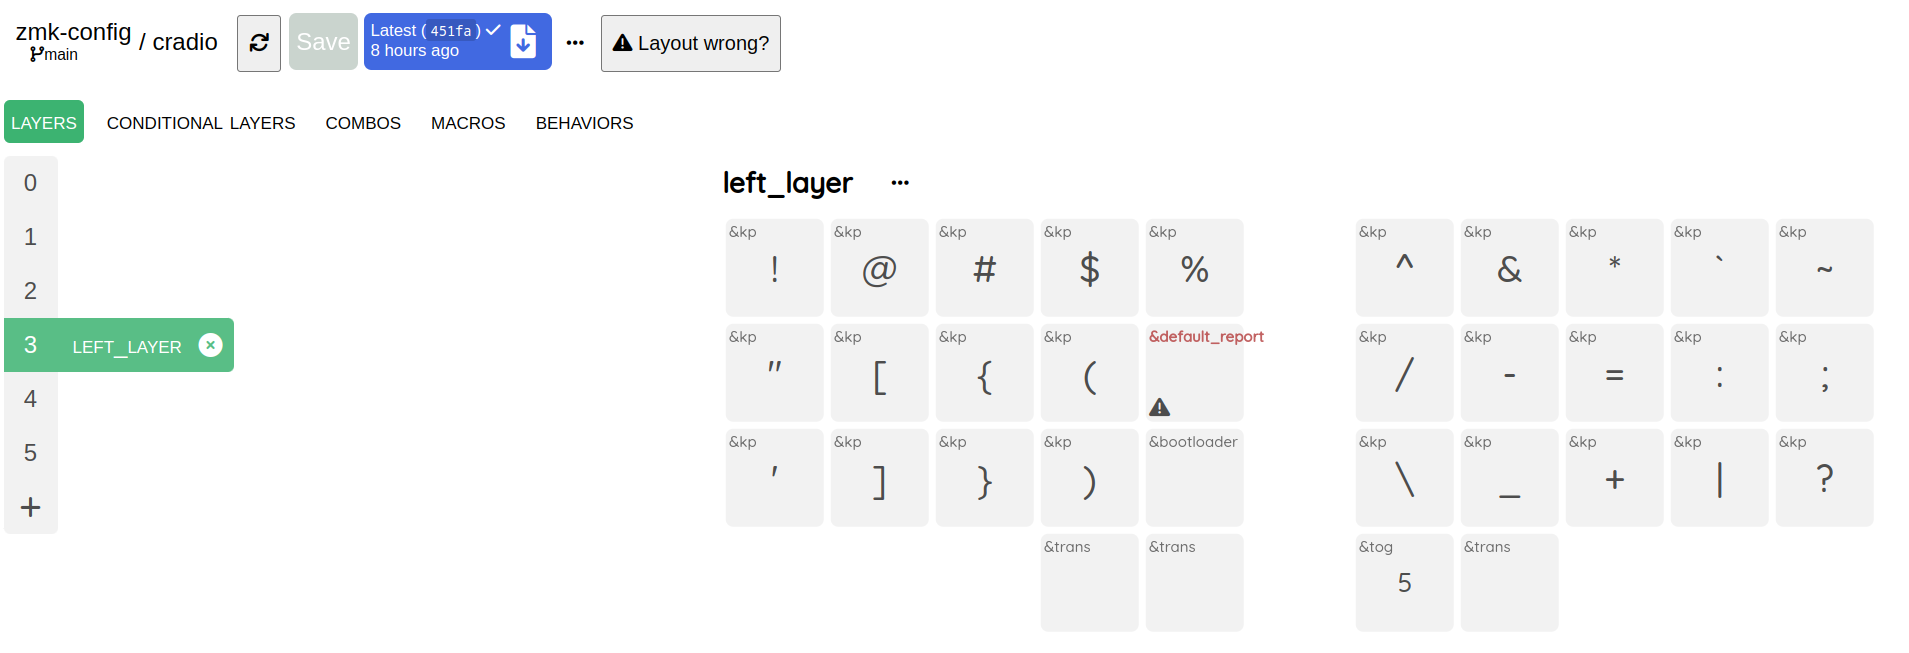 zmk-config / cradio
main
Save
Latest (451fa)
8 hours ago
Layout wrong?
LAYERS CONDITIONAL LAYERS COMBOS MACROS BEHAVIORS
0
1
2
3 LEFT_LAYER
4
5
+
left_layer
&kp &kp &kp &kp &kp &kp &kp &kp &kp &kp
! @ # $ % ^ & * ` ~
&kp &kp &kp &kp &default_report &kp &kp &kp &kp &kp
" [ { ( / - = : ;
&kp &kp &kp &kp &bootloader &kp &kp &kp &kp &kp
' ] } ) \ _ + | ?
&trans &trans &tog &trans
5